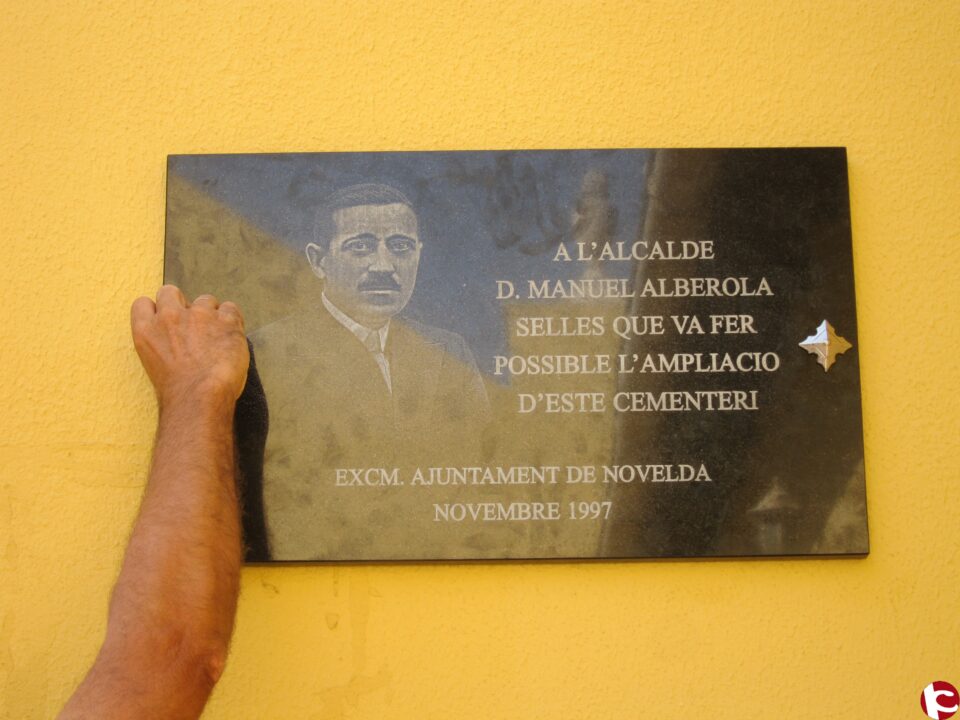 A L'ALCALDE
D. MANUEL ALBEROLA
SELLES QUE VA FER
POSSIBLE L'AMPLIACIO
D'ESTE CEMENTERI
EXCM. AJUNTAMENT DE NOVELDA
NOVEMBRE 1997